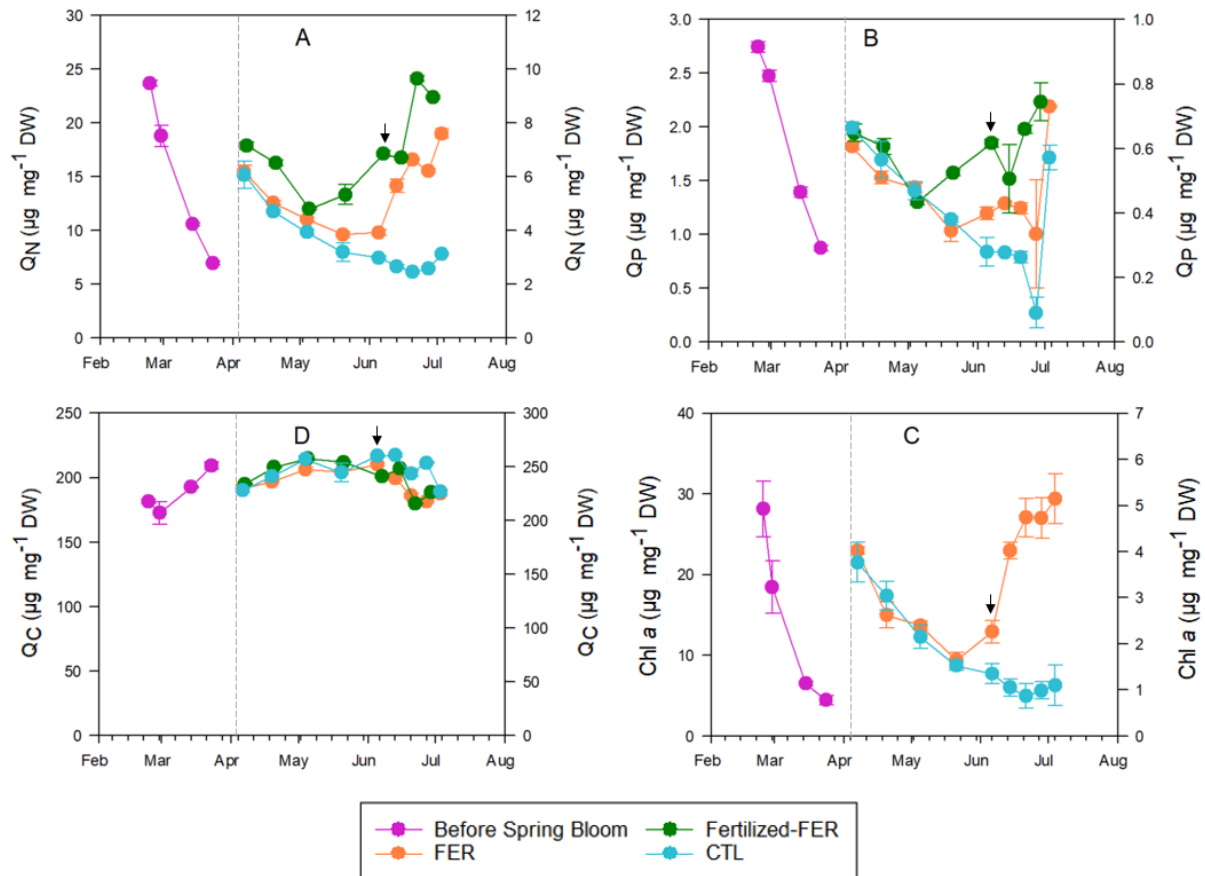 A
30
25
20
15
10
5
0
QN (µg mg-1 DW)
12
10
8
6
4
2
0
QN (µg mg-1 DW)
Feb Mar Apr May Jun Jul Aug
B
3.0
2.5
2.0
1.5
1.0
0.5
0.0
QP (µg mg-1 DW)
1.0
0.8
0.6
0.4
0.2
0.0
QP (µg mg-1 DW)
Feb Mar Apr May Jun Jul Aug
D
250
200
150
100
50
0
QC (µg mg-1 DW)
300
250
200
150
100
50
0
QC (µg mg-1 DW)
Feb Mar Apr May Jun Jul Aug
C
40
30
20
10
0
Chl a (µg mg-1 DW)
7
6
5
4
3
2
1
0
Chl a (µg mg-1 DW)
Feb Mar Apr May Jun Jul Aug
Before Spring Bloom Fertilized-FER
FER CTL